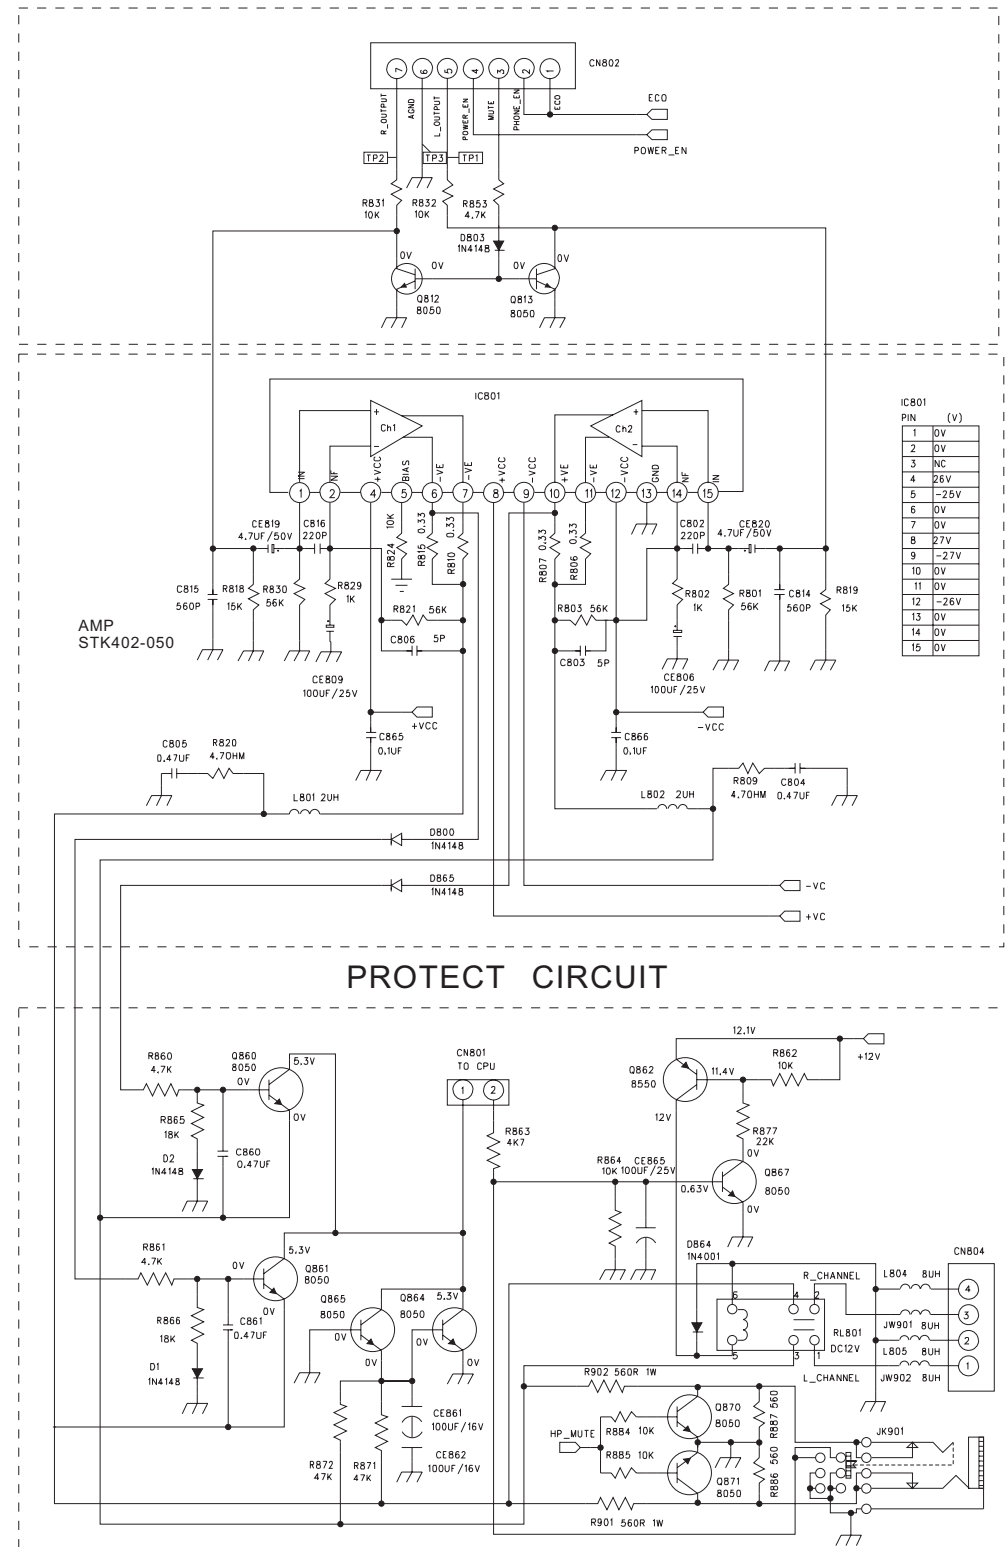 CN802
7 6 5 4 3 2 1
R_OUTPUT
AGND
L_OUTPUT
POWER_EN
MUTE
PHONE_EN
ECO
ECO
POWER_EN
TP2
TP3
TP1
R831
10K
R832
10K
R853
4.7K
D803
1N4148
0V
0V
0V
0V
Q812
8050
Q813
8050
IC801
+
-
Ch1
+
-
Ch2
IN
NF
+VCC
BIAS
-VE
-VE
+VCC
-VCC
+VE
-VE
-VCC
GND
NF
IN
1 2 4 5 6 7 8 9 10 11 12 13 14 15
IC801
PIN (V)
1 0V
2 0V
3 NC
4 26V
5 -25V
6 0V
7 0V
8 27V
9 -27V
10 0V
11 0V
12 -26V
13 0V
14 0V
15 0V
CE819
4.7UF/50V
C816
220P
R824 10K
R815 0.33
R810 0.33
R807 0.33
R806 0.33
C802
220P
CE820
4.7UF/50V
C815
560P
R818
15K
R830
56K
R829
1K
R821 56K
C806 5P
R803 56K
C803 5P
R802
1K
R801
56K
C814
560P
R819
15K
AMP
STK402-050
CE809
100UF/25V
CE806
100UF/25V
+VCC
C865
0.1UF
-VCC
C866
0.1UF
C805
0.47UF
R820
4.7OHM
L801 2UH
L802 2UH
R809
4.7OHM
C804
0.47UF
D800
1N4148
D865
1N4148
-VC
+VC
PROTECT CIRCUIT
R860
4.7K
Q860
8050
0V
5.3V
0V
R865
18K
D2
1N4148
C860
0.47UF
CN801
TO CPU
1 2
R863
4K7
12.1V
+12V
Q862
8550
11.4V
R862
10K
12V
R877
22K
0V
R864
10K
CE865
100UF/25V
0.63V
Q867
8050
0V
R861
4.7K
0V
5.3V
Q861
8050
0V
R866
18K
C861
0.47UF
D1
1N4148
Q865
8050
0V
0V
Q864
8050
5.3V
0V
D864
1N4001
6 4 2
5 3 1
R_CHANNEL
RL801
DC12V
L_CHANNEL
CN804
L804 8UH
4
JW901 8UH
3
L805 8UH
2
JW902 8UH
1
CE861
100UF/16V
CE862
100UF/16V
R872
47K
R871
47K
R902 560R 1W
HP_MUTE
R884 10K
R885 10K
Q870
8050
Q871
8050
R887 560
R886 560
R901 560R 1W
JK901